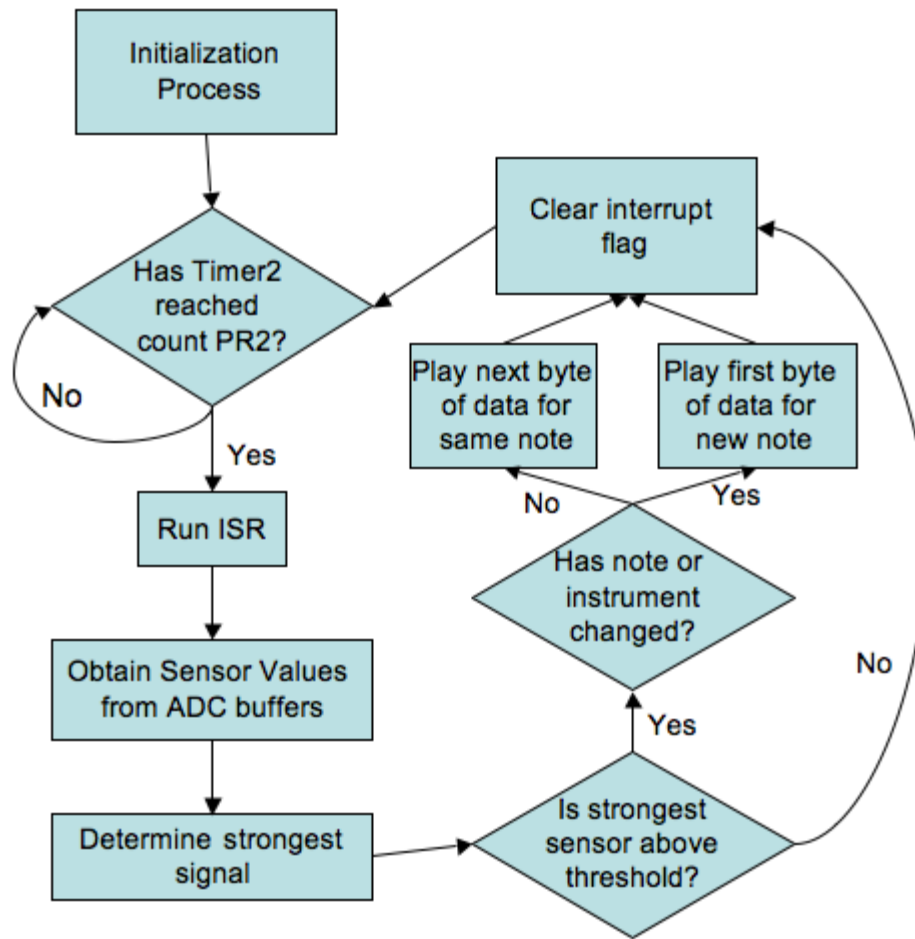 Initialization
Process
Has Timer2
reached
count PR2?
No
Yes
Run ISR
Obtain Sensor Values
from ADC buffers
Determine strongest
signal
Is strongest
sensor above
threshold?
Yes
No
Has note or
instrument
changed?
No
Yes
Play next byte
of data for
same note
Play first byte
of data for
new note
Clear interrupt
flag